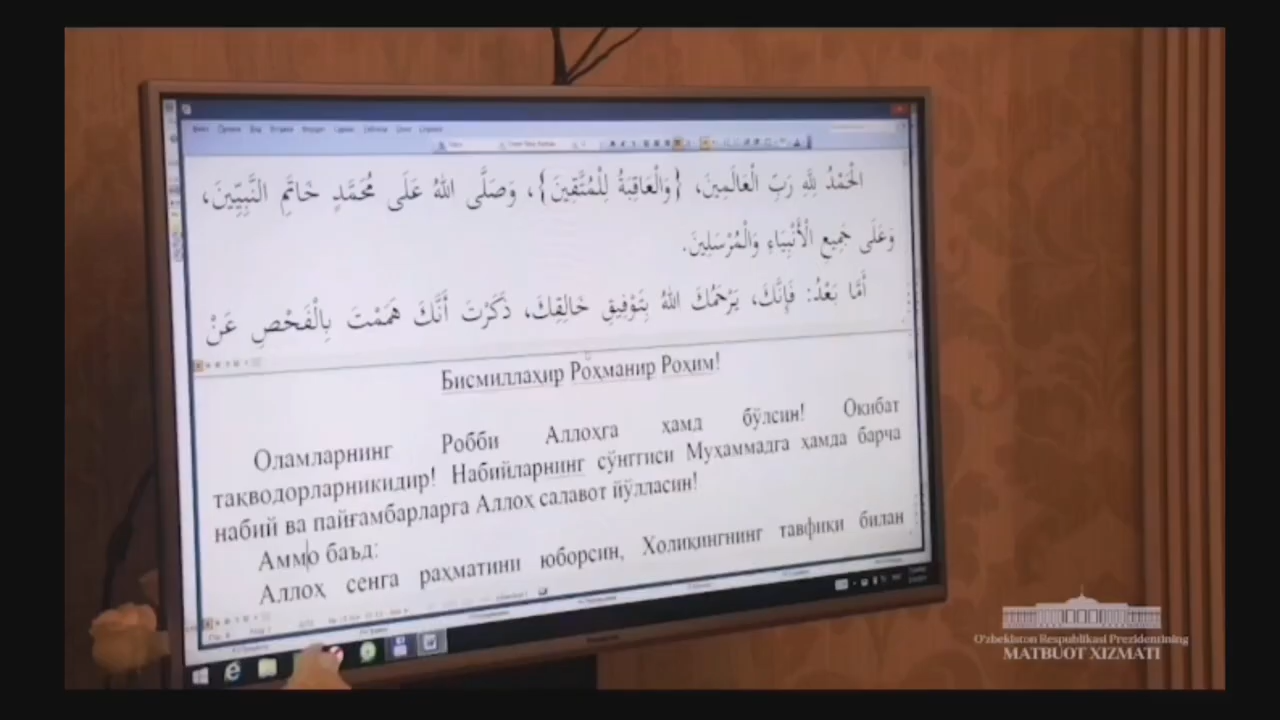 الْحَمْدُ لِلَّهِ رَبِّ الْعَالَمِينَ، {وَالْعَاقِبَةُ لِلْمُتَّقِينَ}، وَصَلَّى اللهُ عَلَى مُحَمَّدٍ خَاتَمِ النَّبِيِّينَ،
وَعَلَى جَمِيعِ الْأَنْبِيَاءِ وَالْمُرْسَلِينَ.
أَمَّا بَعْدُ: فَإِنَّكَ، يَرْحَمُكَ اللهُ بِتَوْفِيقِ خَالِقِكَ، ذَكَرْتَ أَنَّكَ هَمَمْتَ بِالْفَحْصِ عَنْ
Бисмиллаҳир Роҳманир Роҳим!
Оламларнинг Робби Аллоҳга ҳамд бўлсин! Оқибат
тақводорларникидир! Набийларнинг сўнггиси Муҳаммадга ҳамда барча
набий ва пайғамбарларга Аллоҳ салавот йўлласин!
Аммо баъд:
Аллоҳ сенга раҳматини юборсин, Холиқингнинг тавфиқи билан
O'zbekiston Respublikasi Prezidentining
MATBUOT XIZMATI